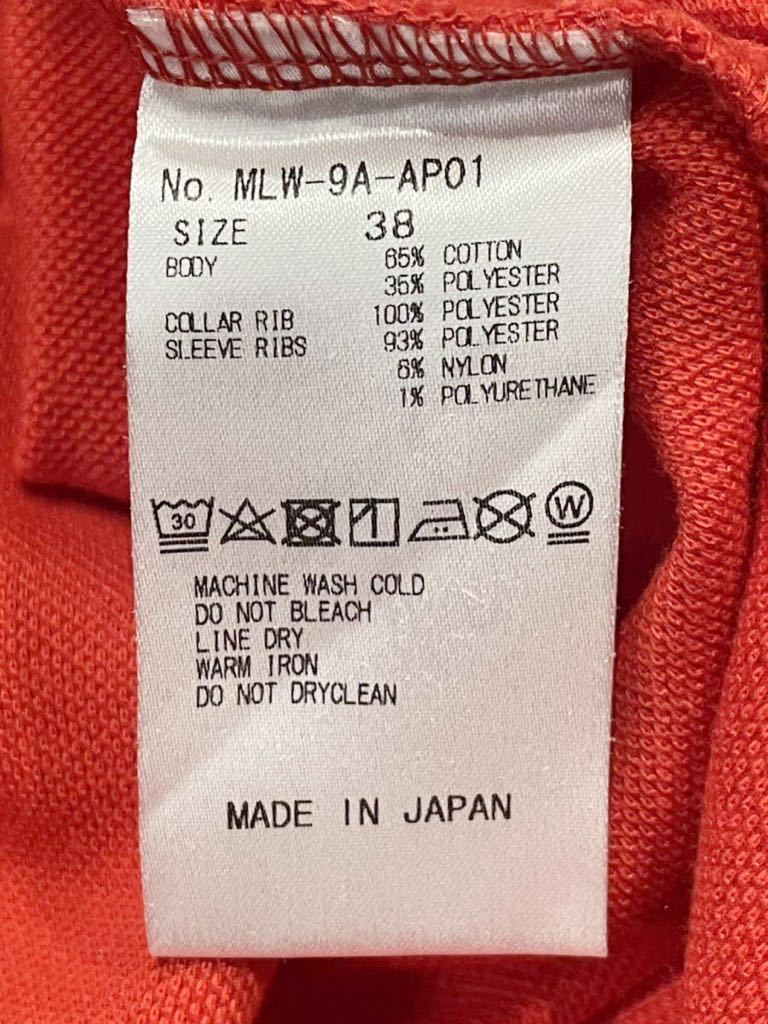 No. MLW-9A-AP01
SIZE 38
BODY 65% COTTON
35% POLYESTER
COLLAR RIB 100% POLYESTER
SLEEVE RIBS 93% POLYESTER
6% NYLON
1% POLYURETHANE
30 W
MACHINE WASH COLD
DO NOT BLEACH
LINE DRY
WARM IRON
DO NOT DRYCLEAN
MADE IN JAPAN